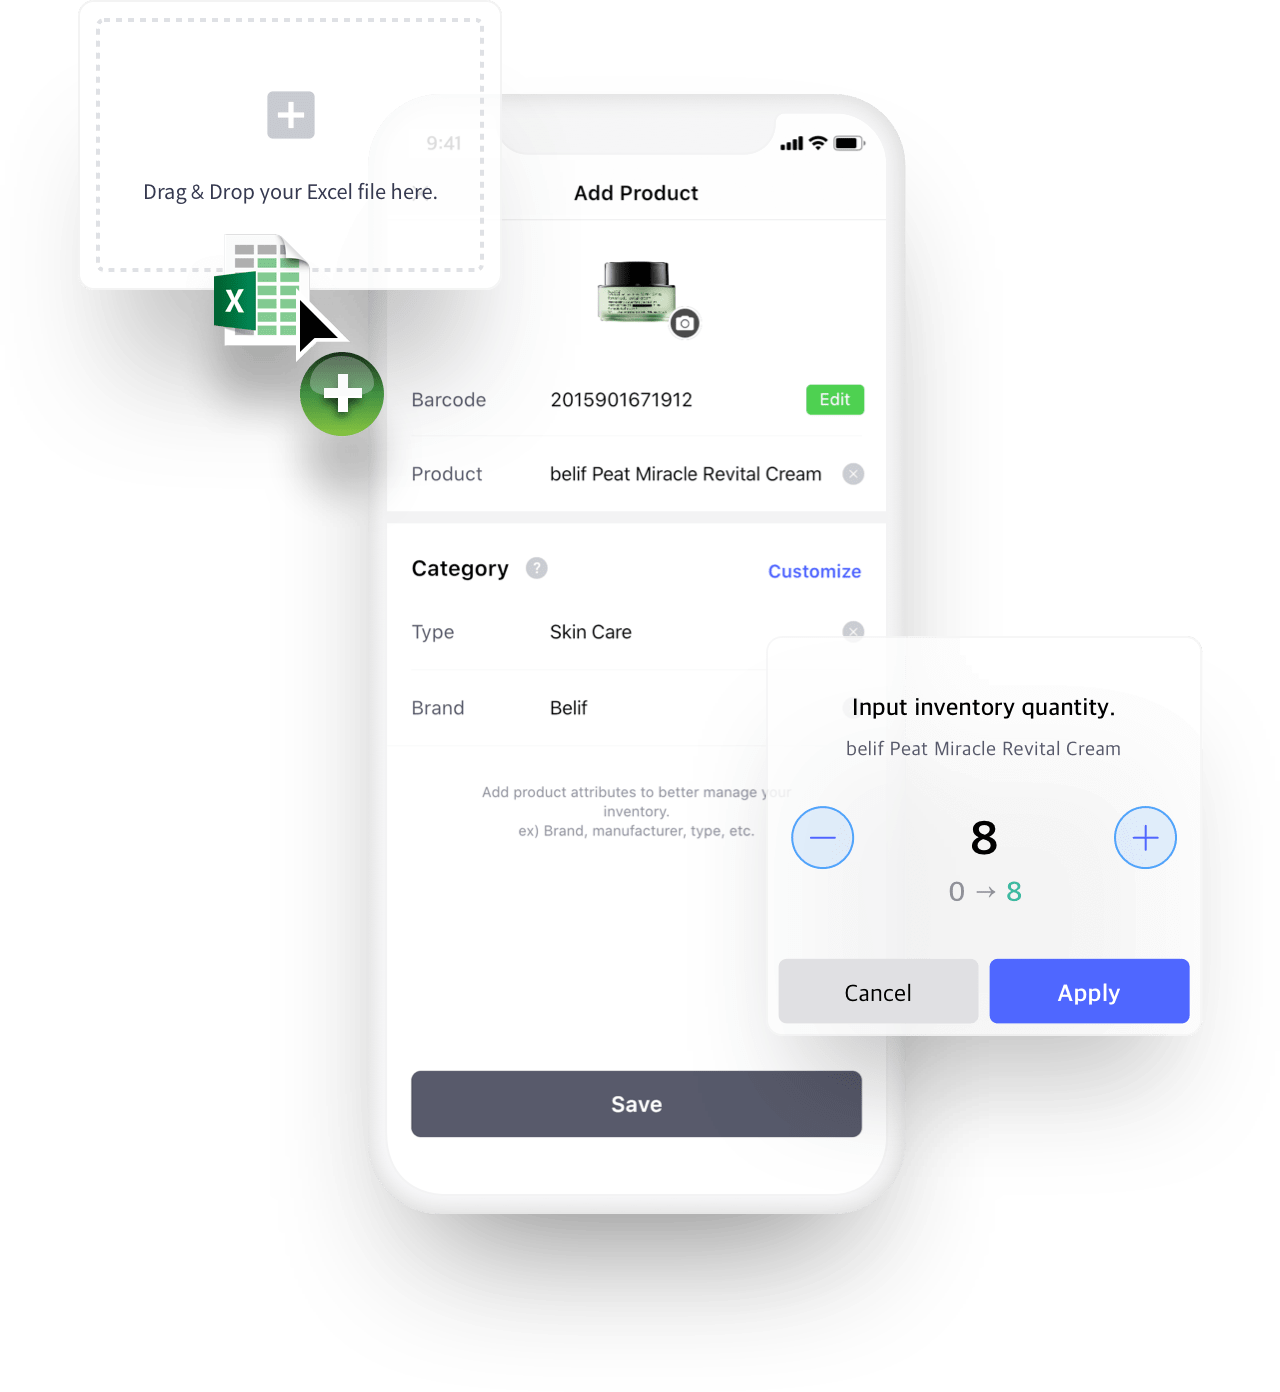 Drag & Drop your Excel file here.
X
9:41
Add Product
Barcode
2015901671912
Edit
Product
belif Peat Miracle Revital Cream
Category
?
Customize
Type
Skin Care
Brand
Belif
Add product attributes to better manage your
inventory.
ex) Brand, manufacturer, type, etc.
Save
Input inventory quantity.
belif Peat Miracle Revital Cream
8
0 → 8
Cancel
Apply